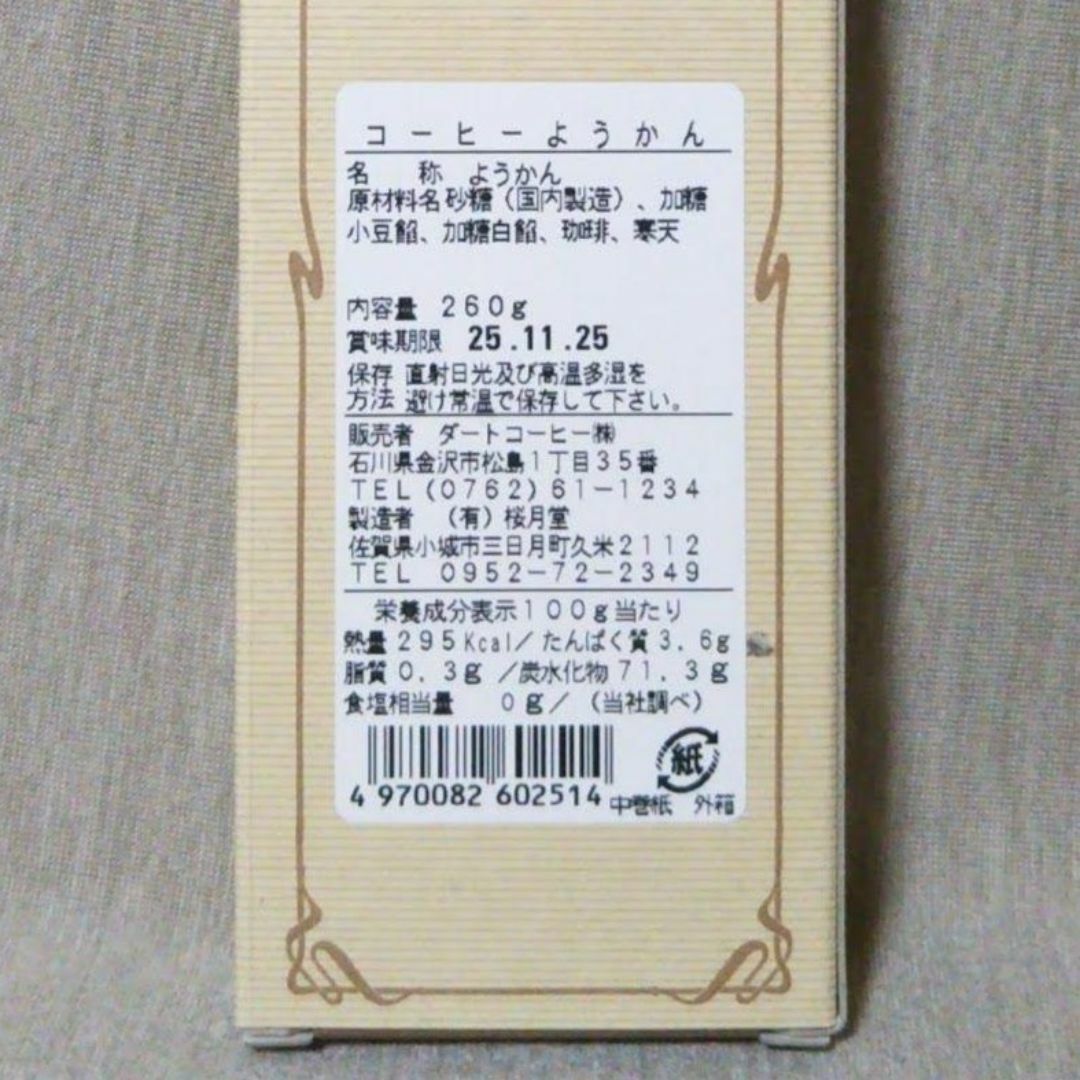 コーヒーようかん
名　称　ようかん
原材料名 砂糖（国内製造）、加糖
小豆餡、加糖白餡、珈琲、寒天
内容量　２６０ｇ
賞味期限　25.11.25
保存 直射日光及び高温多湿を
方法 避け常温で保存して下さい。
販売者　ダートコーヒー㈱
石川県金沢市松島１丁目３５番
ＴＥＬ（０７６２）６１－１２３４
製造者　（有）桜月堂
佐賀県小城市三日月町久米２１１２
ＴＥＬ　０９５２－７２－２３４９
栄養成分表示１００ｇ当たり
熱量２９５Kcal／たんぱく質３．６ｇ
脂質０．３ｇ／炭水化物７１．３ｇ
食塩相当量　０ｇ／（当社調べ）
紙
4 970082 602514
中巻紙　外箱